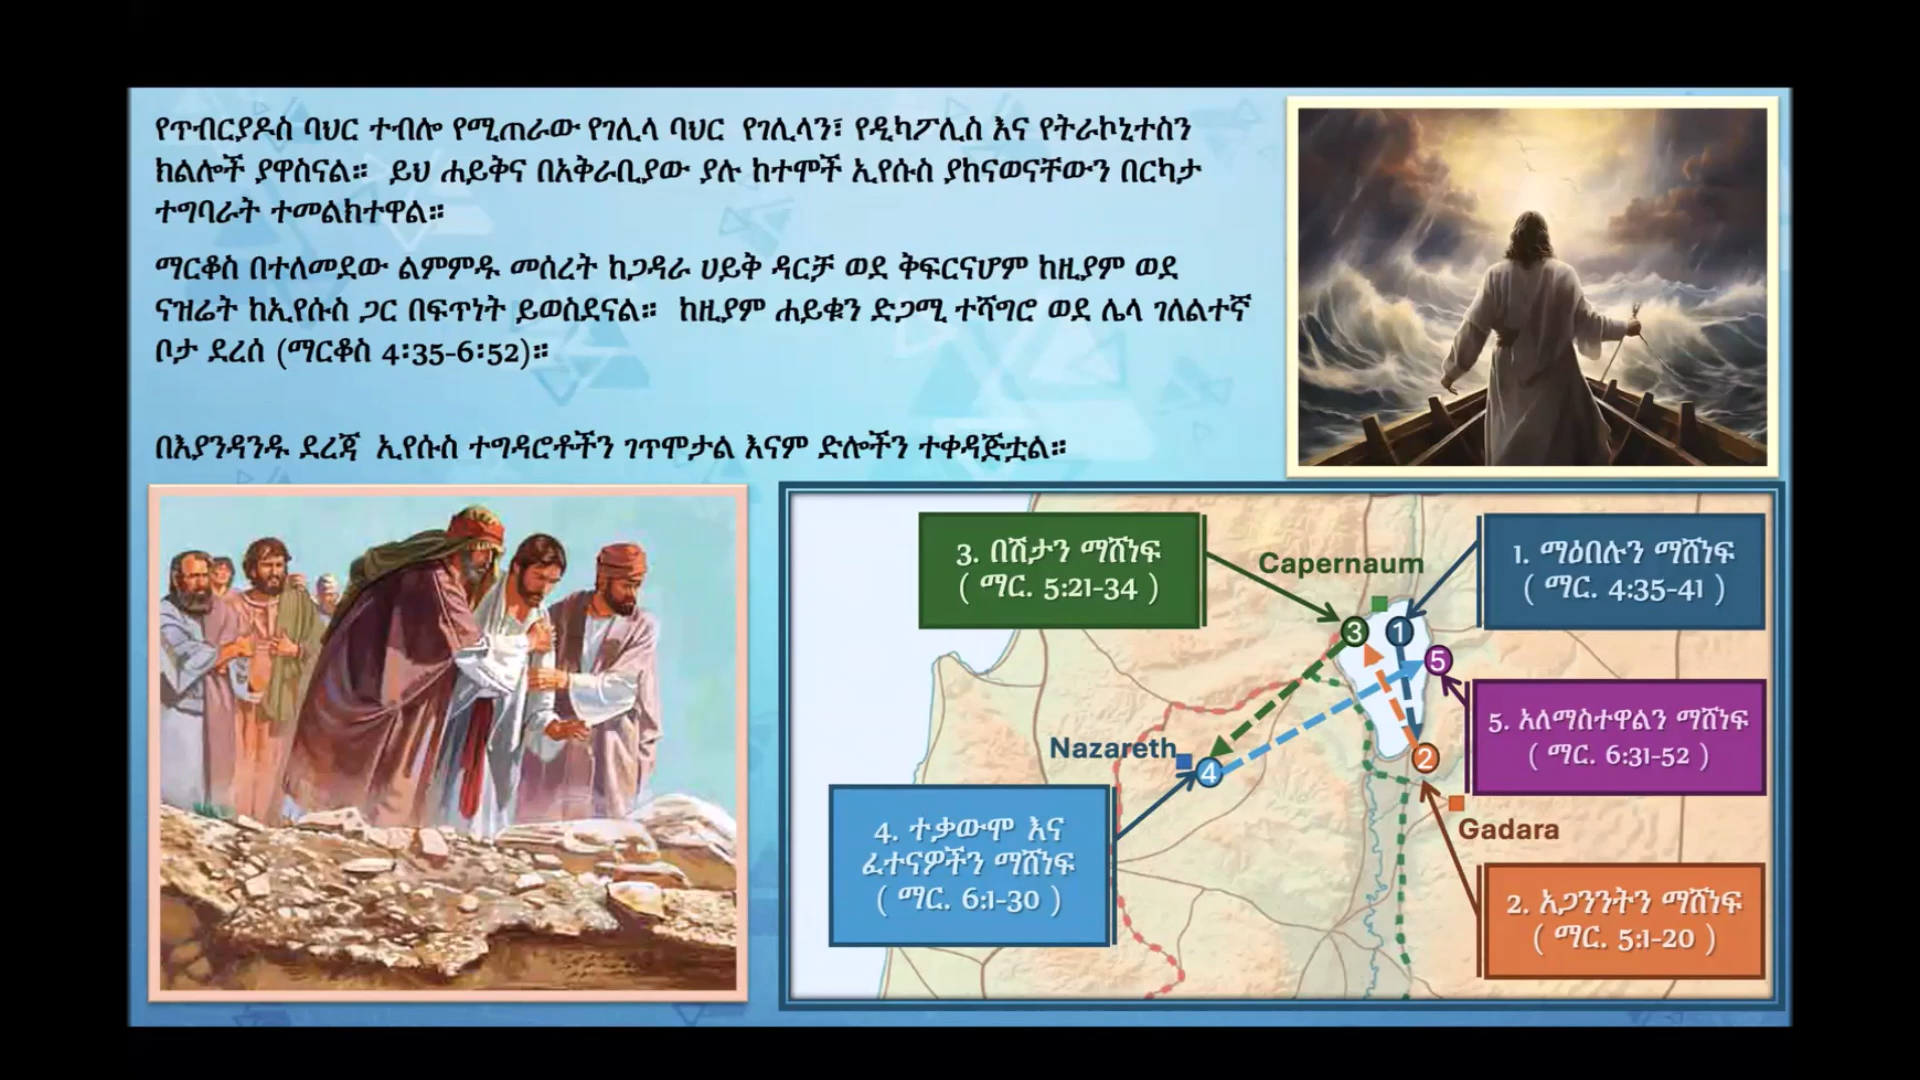 የጥብርያዶስ ባህር ተብሎ የሚጠራው የገሊላ ባህር የገሊላን፣ የዲካፖሊስ እና የትራኮኒተስን
ክልሎች ያዋስናል። ይህ ሐይቅና በአቅራቢያው ያሉ ከተሞች ኢየሱስ ያከናወናቸውን በርካታ
ተግባራት ተመልክተዋል።
ማርቆስ በተለመደው ልምምዱ መሰረት ከጋዳራ ሀይቅ ዳርቻ ወደ ቅፍርናሆም ከዚያም ወደ
ናዝሬት ከኢየሱስ ጋር በፍጥነት ይወስደናል። ከዚያም ሐይቁን ድጋሚ ተሻግሮ ወደ ሌላ ገለልተኛ
ቦታ ደረሰ (ማርቆስ 4፡35-6፡52)።
በእያንዳንዱ ደረጃ ኢየሱስ ተግዳሮቶችን ገጥሞታል እናም ድሎችን ተቀዳጅቷል።
3. በሽታን ማሸነፍ
( ማር. 5:21-34 )
Capernaum
1. ማዕበሉን ማሸነፍ
( ማር. 4:35-41 )
3
1
5
5. አለማስተዋልን ማሸነፍ
( ማር. 6:31-52 )
Nazareth
4
2
Gadara
4. ተቃውሞ እና
ፈተናዎችን ማሸነፍ
( ማር. 6:1-30 )
2. አጋንንትን ማሸነፍ
( ማር. 5:1-20 )